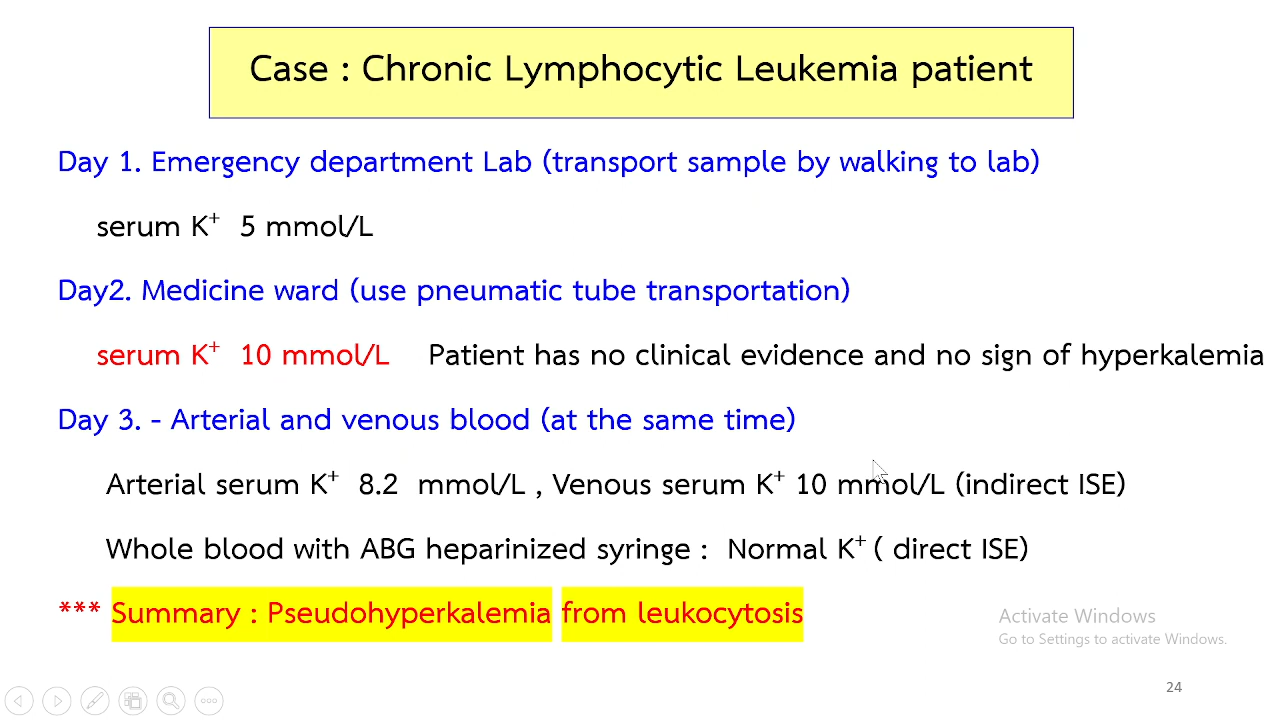 Case : Chronic Lymphocytic Leukemia patient
Day 1. Emergency department Lab (transport sample by walking to lab)
serum K⁺ 5 mmol/L
Day2. Medicine ward (use pneumatic tube transportation)
serum K⁺ 10 mmol/L Patient has no clinical evidence and no sign of hyperkalemia
Day 3. - Arterial and venous blood (at the same time)
Arterial serum K⁺ 8.2 mmol/L , Venous serum K⁺ 10 mmol/L (indirect ISE)
Whole blood with ABG heparinized syringe : Normal K⁺ ( direct ISE)
*** Summary : Pseudohyperkalemia from leukocytosis
Activate Windows
Go to Settings to activate Windows.
24